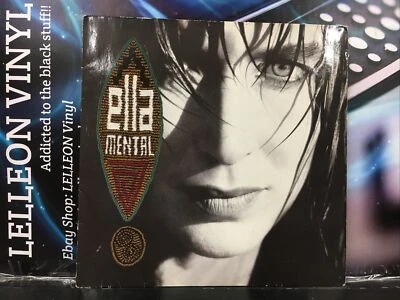 LELLEON VINYL
Addicted to the black stuff!!
Ebay Shop: LELLEON Vinyl
ella
MENTAL